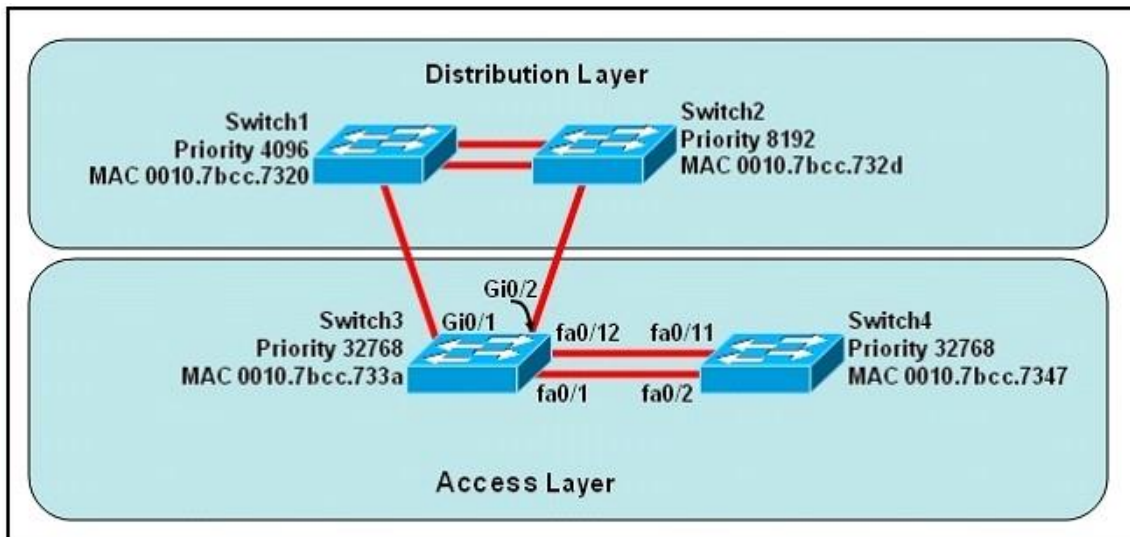 Distribution Layer
Switch1
Priority 4096
MAC 0010.7bcc.7320
Switch2
Priority 8192
MAC 0010.7bcc.732d
Gi0/2
Switch3
Priority 32768
MAC 0010.7bcc.733a
Gi0/1
fa0/12
fa0/11
fa0/1
fa0/2
Switch4
Priority 32768
MAC 0010.7bcc.7347
Access Layer